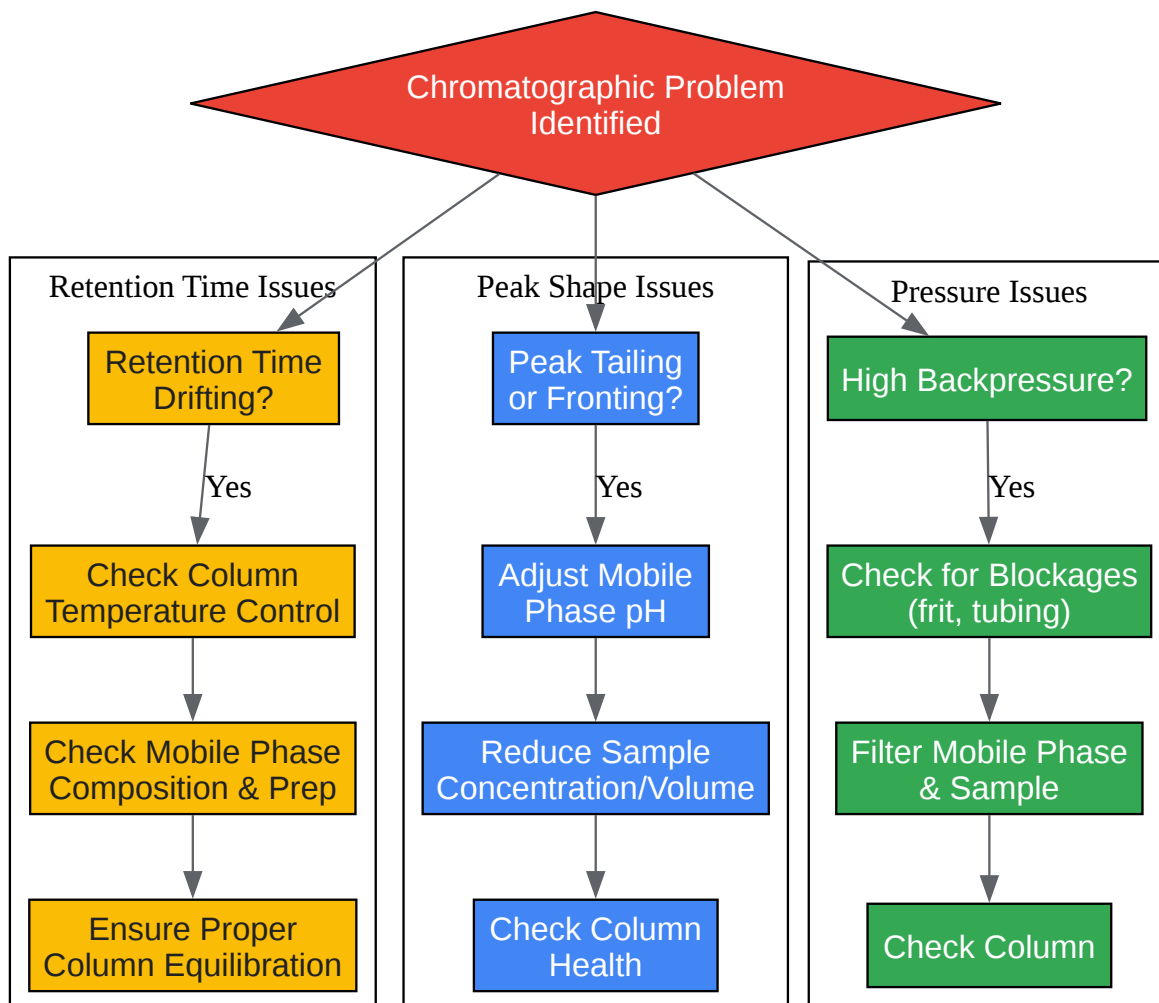 Chromatographic Problem
Identified
Retention Time Issues
Retention Time
Drifting?
Yes
Check Column
Temperature Control
Check Mobile Phase
Composition & Prep
Ensure Proper
Column Equilibration
Peak Shape Issues
Peak Tailing
or Fronting?
Yes
Adjust Mobile
Phase pH
Reduce Sample
Concentration/Volume
Check Column
Health
Pressure Issues
High Backpressure?
Yes
Check for Blockages
(frit, tubing)
Filter Mobile Phase
& Sample
Check Column